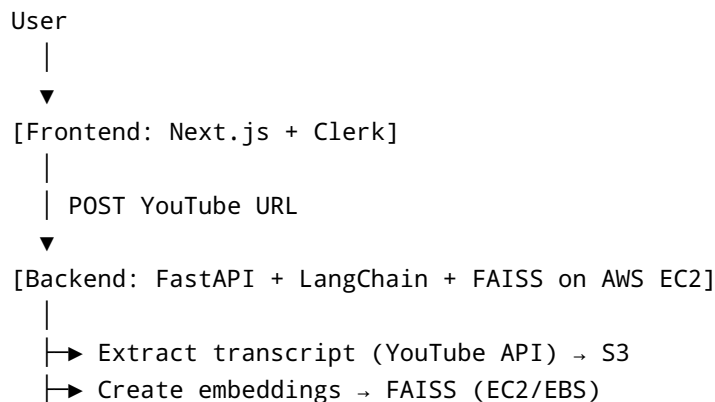 User
│
▼
[Frontend: Next.js + Clerk]
│
│ POST YouTube URL
▼
[Backend: FastAPI + LangChain + FAISS on AWS EC2]
│
├─► Extract transcript (YouTube API) → S3
├─► Create embeddings → FAISS (EC2/EBS)